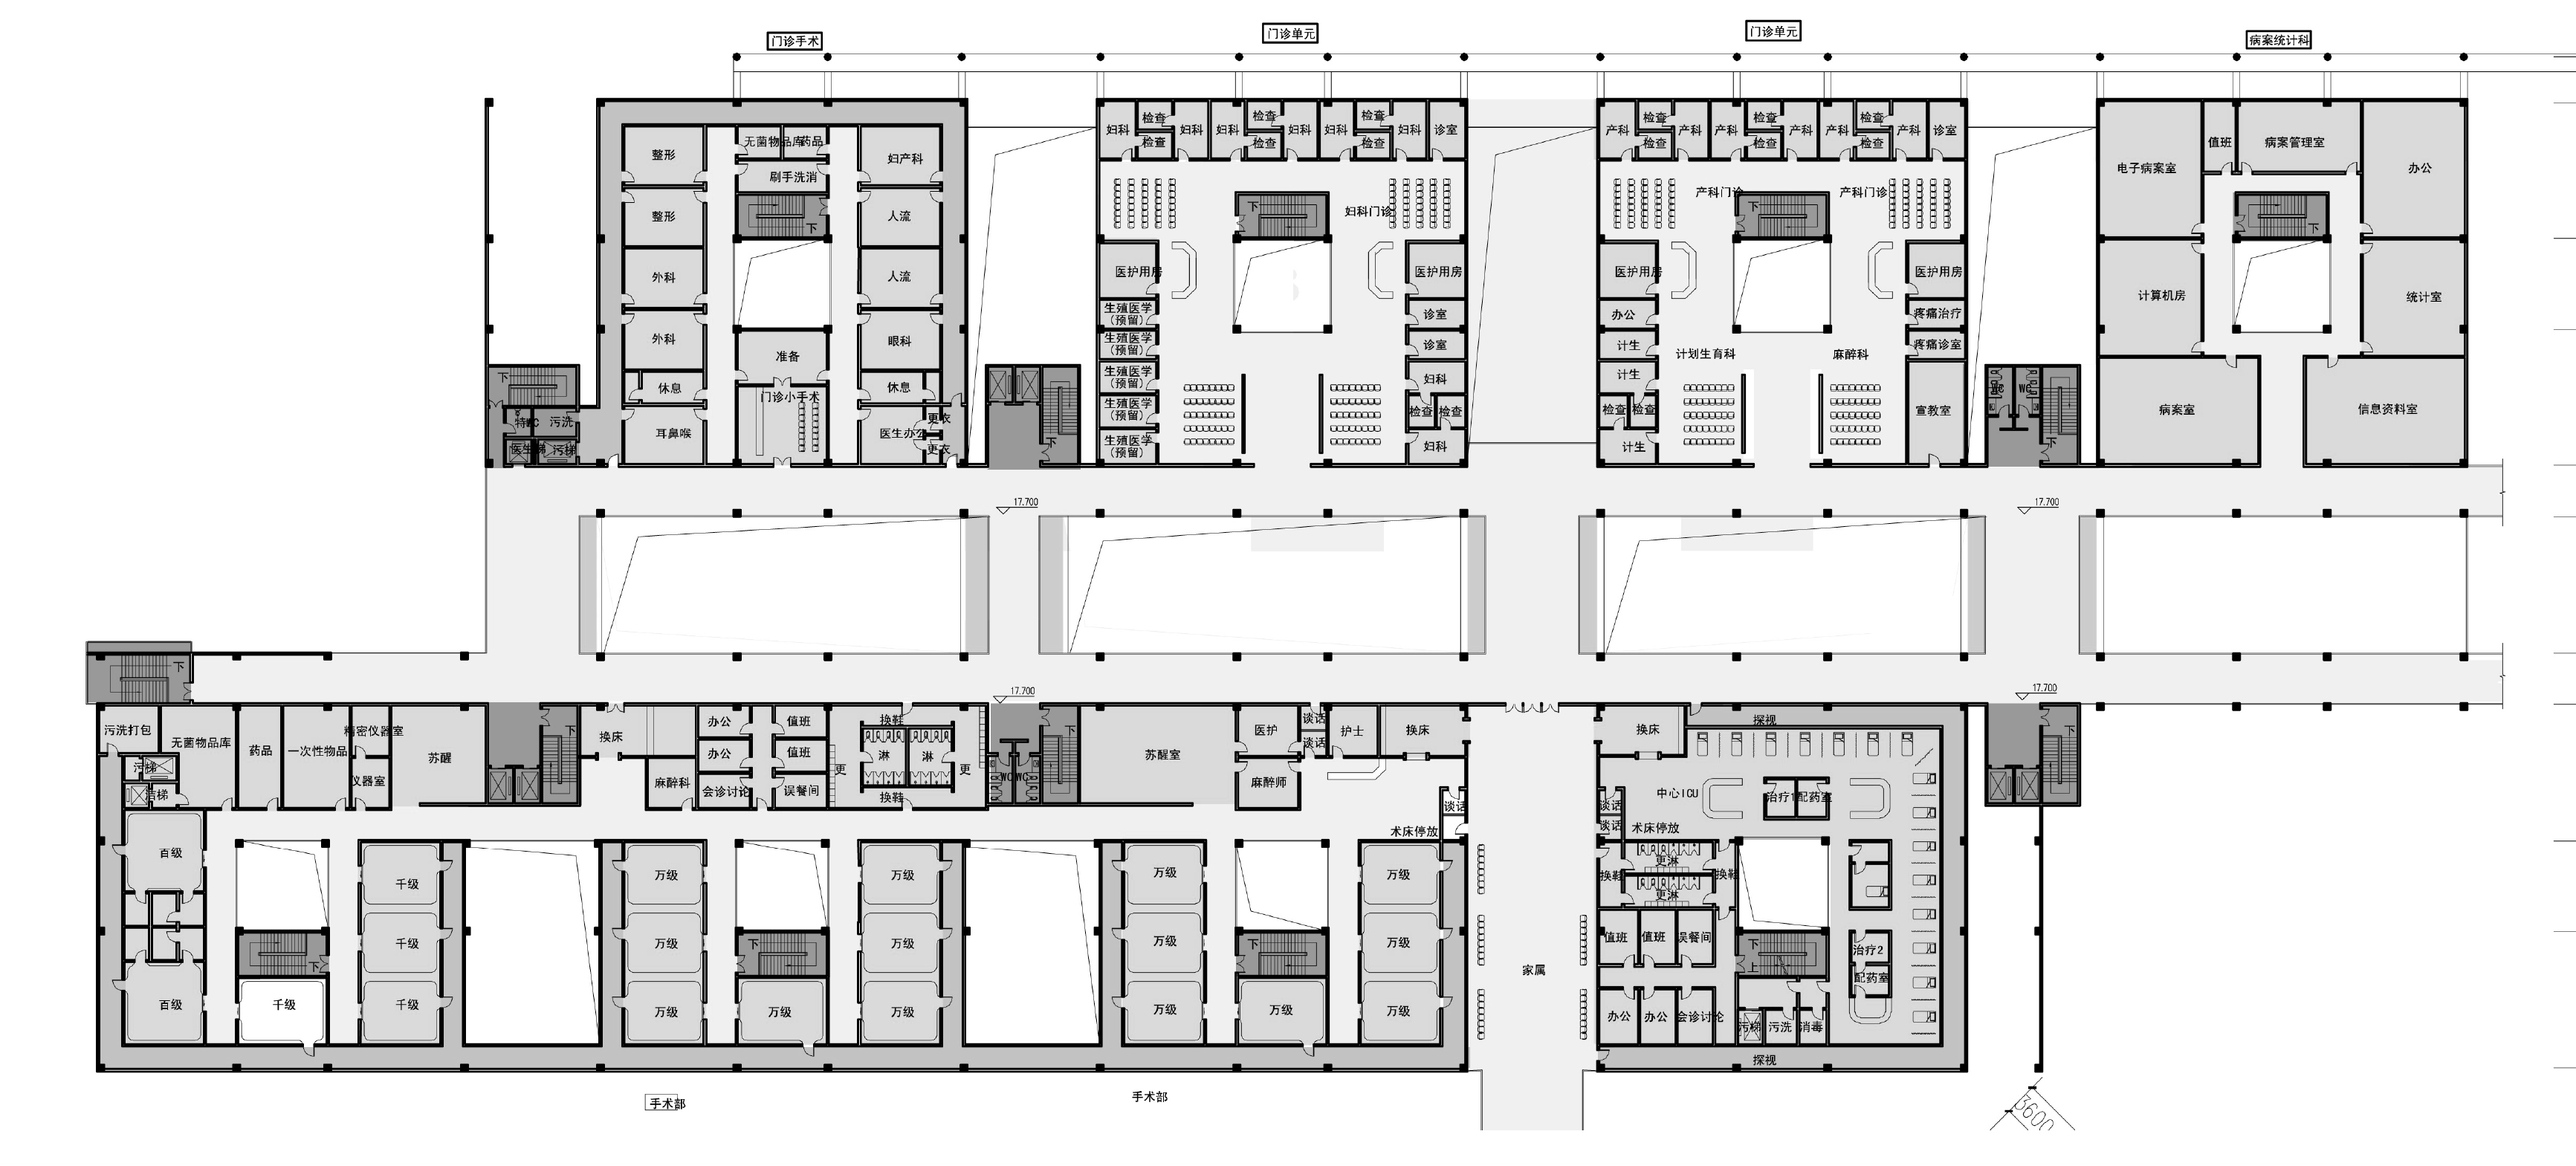 门诊手术
门诊单元
门诊单元
病案统计科
整形
无菌物品库
药品
妇产科
刷手洗消
整形
下
人流
外科
人流
外科
准备
眼科
休息
门诊小手术
休息
耳鼻喉
医生办公
更衣
更衣
下
特WC
污洗
医生梯
污梯
下
妇科
检查
检查
妇科
妇科
检查
检查
妇科
妇科
检查
检查
妇科
诊室
下
妇科门诊
医护用房
医护用房
生殖医学
(预留)
诊室
生殖医学
(预留)
诊室
生殖医学
(预留)
妇科
生殖医学
(预留)
检查
检查
生殖医学
(预留)
妇科
产科
检查
检查
产科
产科
检查
检查
产科
产科
检查
检查
产科
诊室
产科门诊
下
产科门诊
医护用房
医护用房
办公
疼痛治疗
计生
计划生育科
麻醉科
疼痛诊室
计生
检查
检查
宣教室
计生
WC
WC
下
电子病案室
值班
病案管理室
办公
下
计算机房
统计室
病案室
信息资料室
17.700
17.700
下
17.700
17.700
污洗打包
无菌物品库
药品
一次性物品
精密仪器室
仪器室
苏醒
下
污梯
洁梯
换床
麻醉科
办公
办公
会诊讨论
值班
值班
误餐间
换鞋
更
淋
淋
更
换鞋
WC
WC
下
苏醒室
医护
麻醉师
谈话
谈话
护士
换床
谈话
术床停放
百级
百级
下
千级
千级
千级
千级
万级
万级
万级
下
万级
万级
万级
万级
万级
万级
万级
下
万级
万级
万级
万级
家属
换床
探视
中心ICU
治疗1
配药室
谈话
谈话
术床停放
更淋
换鞋
换鞋
更淋
值班
值班
误餐间
下
上
治疗2
配药室
办公
办公
会诊讨论
污梯
污洗
消毒
探视
下
手术部
手术部
3600